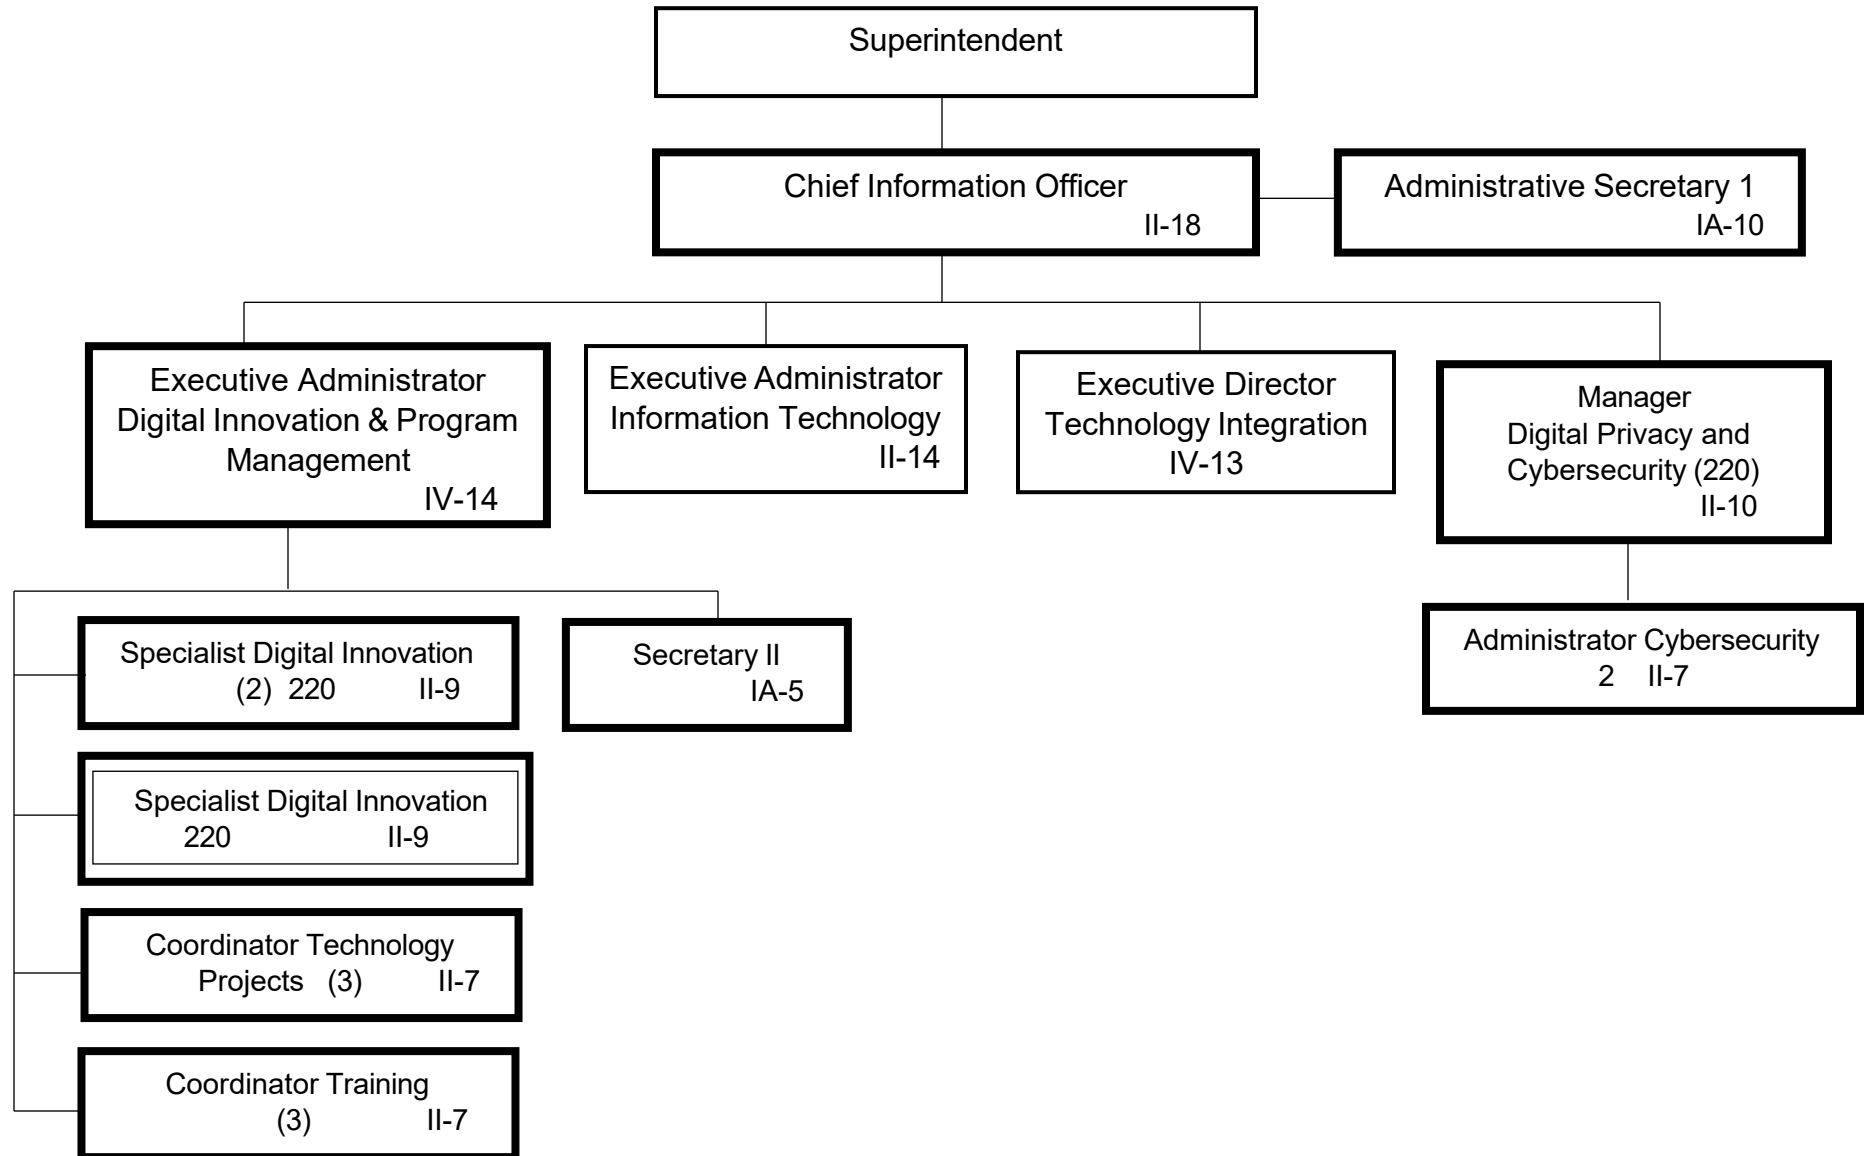 Superintendent
Chief Information Officer
II-18
Administrative Secretary 1
IA-10
Executive Administrator
Digital Innovation & Program
Management
IV-14
Executive Administrator
Information Technology
II-14
Executive Director
Technology Integration
IV-13
Manager
Digital Privacy and
Cybersecurity (220)
II-10
Specialist Digital Innovation
(2) 220 II-9
Secretary II
IA-5
Administrator Cybersecurity
2 II-7
Specialist Digital Innovation
220 II-9
Coordinator Technology
Projects (3) II-7
Coordinator Training
(3) II-7